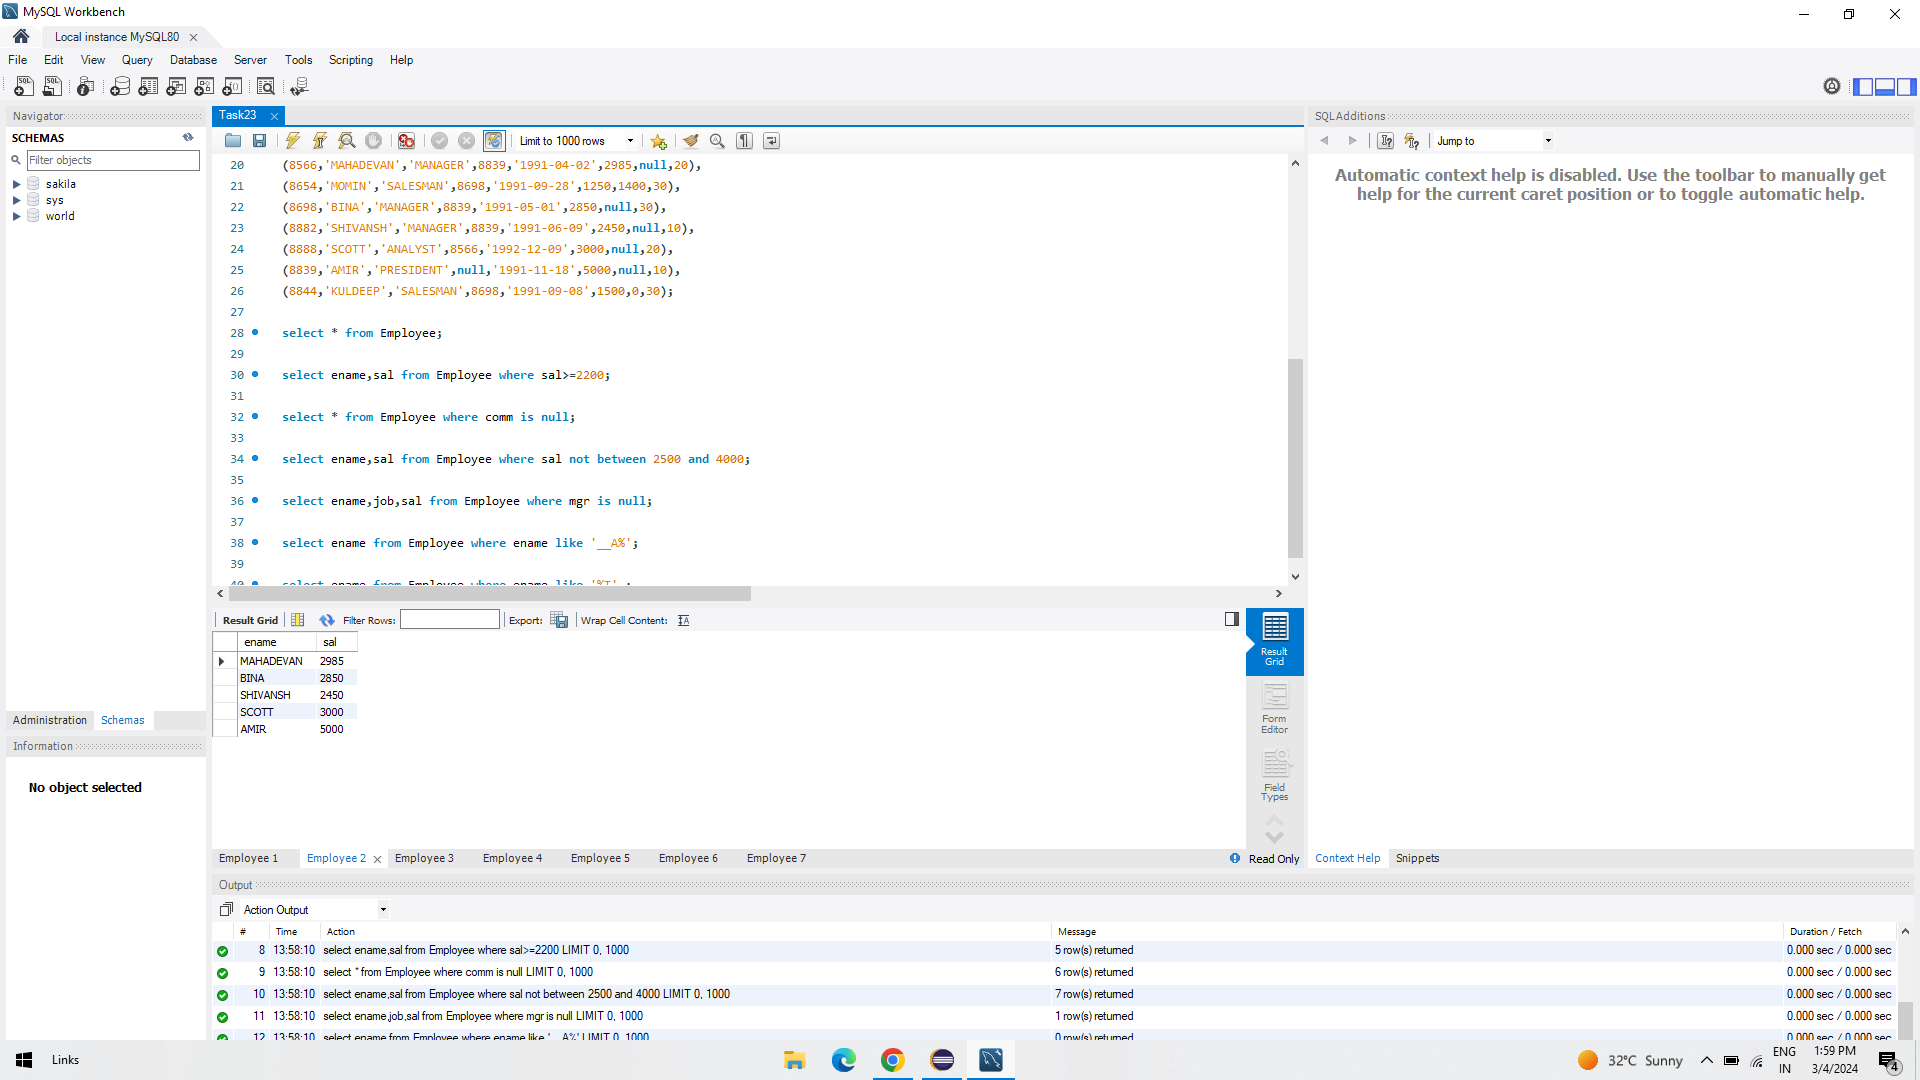 MySQL Workbench
Local instance MySQL80
File Edit View Query Database Server Tools Scripting Help
Navigator
SCHEMAS
Filter objects
sakila
sys
world
Administration Schemas
Information
No object selected
Task23
Limit to 1000 rows
20 (8566,'MAHADEVAN','MANAGER',8839,'1991-04-02',2985,null,20),
21 (8654,'MOMIN','SALESMAN',8698,'1991-09-28',1250,1400,30),
22 (8698,'BINA','MANAGER',8839,'1991-05-01',2850,null,30),
23 (8882,'SHIVANSH','MANAGER',8839,'1991-06-09',2450,null,10),
24 (8888,'SCOTT','ANALYST',8566,'1992-12-09',3000,null,20),
25 (8839,'AMIR','PRESIDENT',null,'1991-11-18',5000,null,10),
26 (8844,'KULDEEP','SALESMAN',8698,'1991-09-08',1500,0,30);
27
28 select * from Employee;
29
30 select ename,sal from Employee where sal>=2200;
31
32 select * from Employee where comm is null;
33
34 select ename,sal from Employee where sal not between 2500 and 4000;
35
36 select ename,job,sal from Employee where mgr is null;
37
38 select ename from Employee where ename like '__A%';
39
40 select ename from Employee where ename like '%T' ;
Result Grid Filter Rows: Export: Wrap Cell Content:
ename sal
MAHADEVAN 2985
BINA 2850
SHIVANSH 2450
SCOTT 3000
AMIR 5000
Result Grid
Form Editor
Field Types
Employee 1 Employee 2 Employee 3 Employee 4 Employee 5 Employee 6 Employee 7
Read Only
SQLAdditions
Jump to
Automatic context help is disabled. Use the toolbar to manually get
help for the current caret position or to toggle automatic help.
Context Help Snippets
Output
Action Output
# Time Action Message Duration / Fetch
8 13:58:10 select ename,sal from Employee where sal>=2200 LIMIT 0, 1000 5 row(s) returned 0.000 sec / 0.000 sec
9 13:58:10 select * from Employee where comm is null LIMIT 0, 1000 6 row(s) returned 0.000 sec / 0.000 sec
10 13:58:10 select ename,sal from Employee where sal not between 2500 and 4000 LIMIT 0, 1000 7 row(s) returned 0.000 sec / 0.000 sec
11 13:58:10 select ename,job,sal from Employee where mgr is null LIMIT 0, 1000 1 row(s) returned 0.000 sec / 0.000 sec
12 13:58:10 select ename from Employee where ename like '__A%' LIMIT 0, 1000 0 row(s) returned 0.000 sec / 0.000 sec
Links
32°C Sunny
ENG
IN
1:59 PM
3/4/2024
4